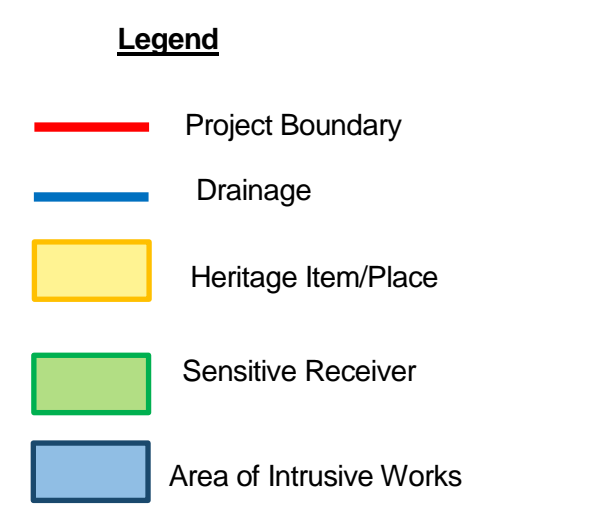 Legend
Project Boundary
Drainage
Heritage Item/Place
Sensitive Receiver
Area of Intrusive Works